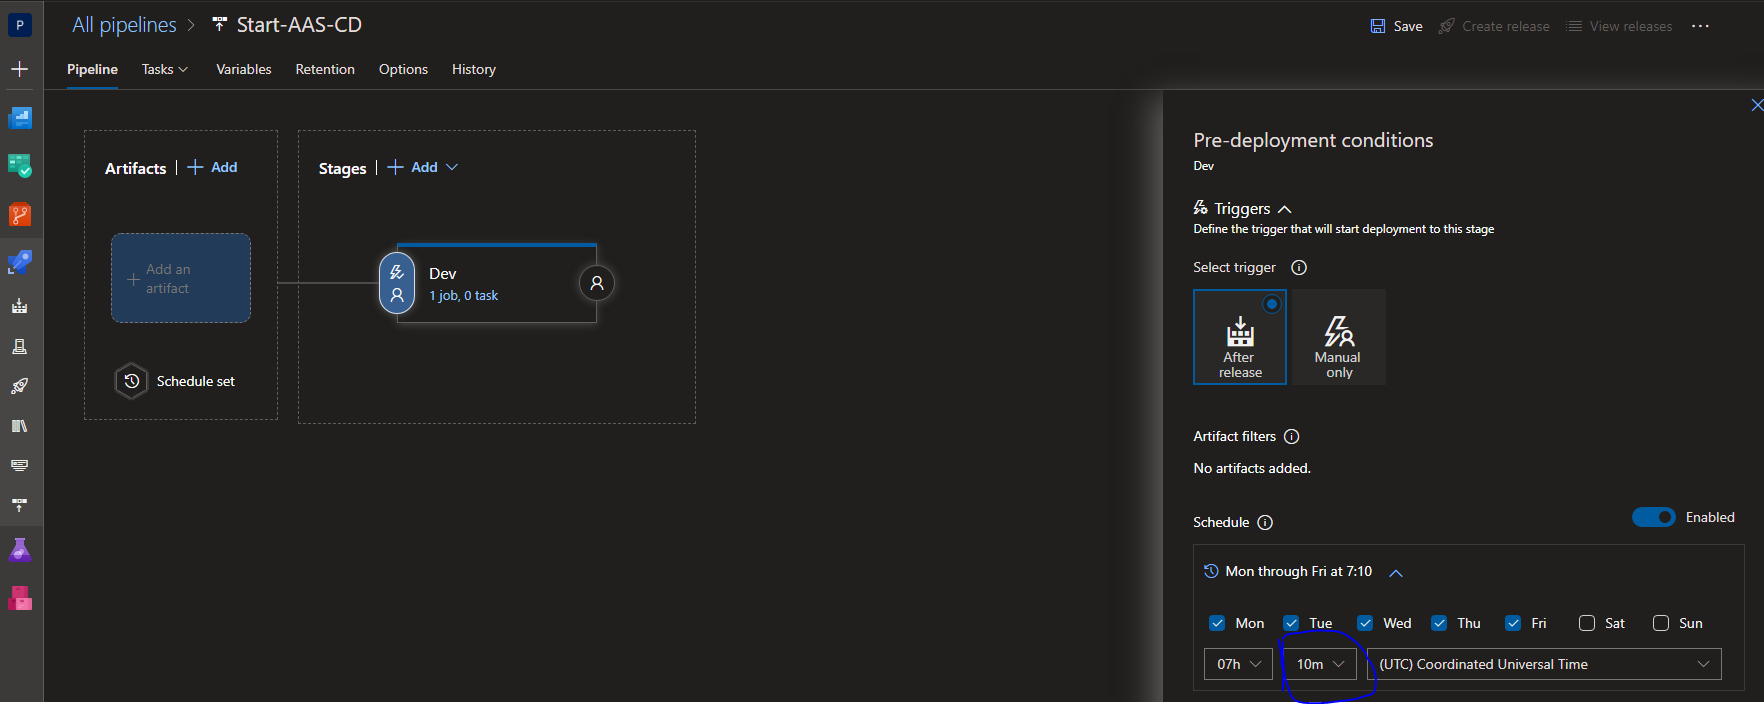 P
All pipelines > Start-AAS-CD
Save Create release View releases ...
Pipeline Tasks Variables Retention Options History
Artifacts | + Add
Stages | + Add
+ Add an
artifact
Dev
1 job, 0 task
Schedule set
Pre-deployment conditions
Dev
Triggers
Define the trigger that will start deployment to this stage
Select trigger
After
release
Manual
only
Artifact filters
No artifacts added.
Schedule
Enabled
Mon through Fri at 7:10
Mon Tue Wed Thu Fri Sat Sun
07h 10m (UTC) Coordinated Universal Time